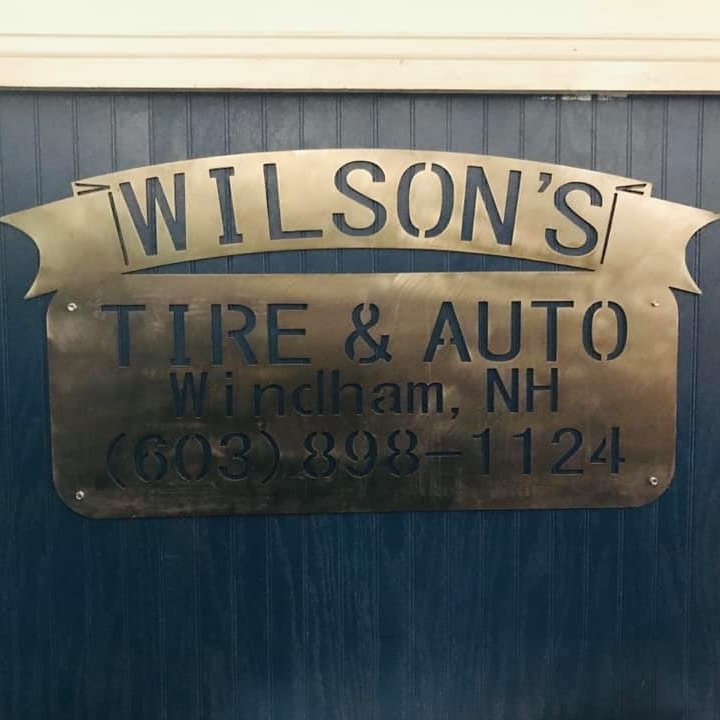 WILSON'S
TIRE & AUTO
Windham, NH
(603) 898-1124